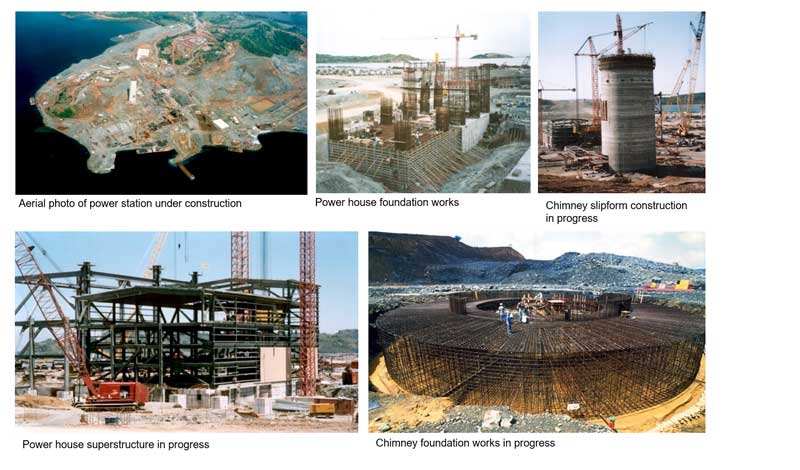 Aerial photo of power station under construction
Power house foundation works
Chimney slipform construction
in progress
Power house superstructure in progress
Chimney foundation works in progress